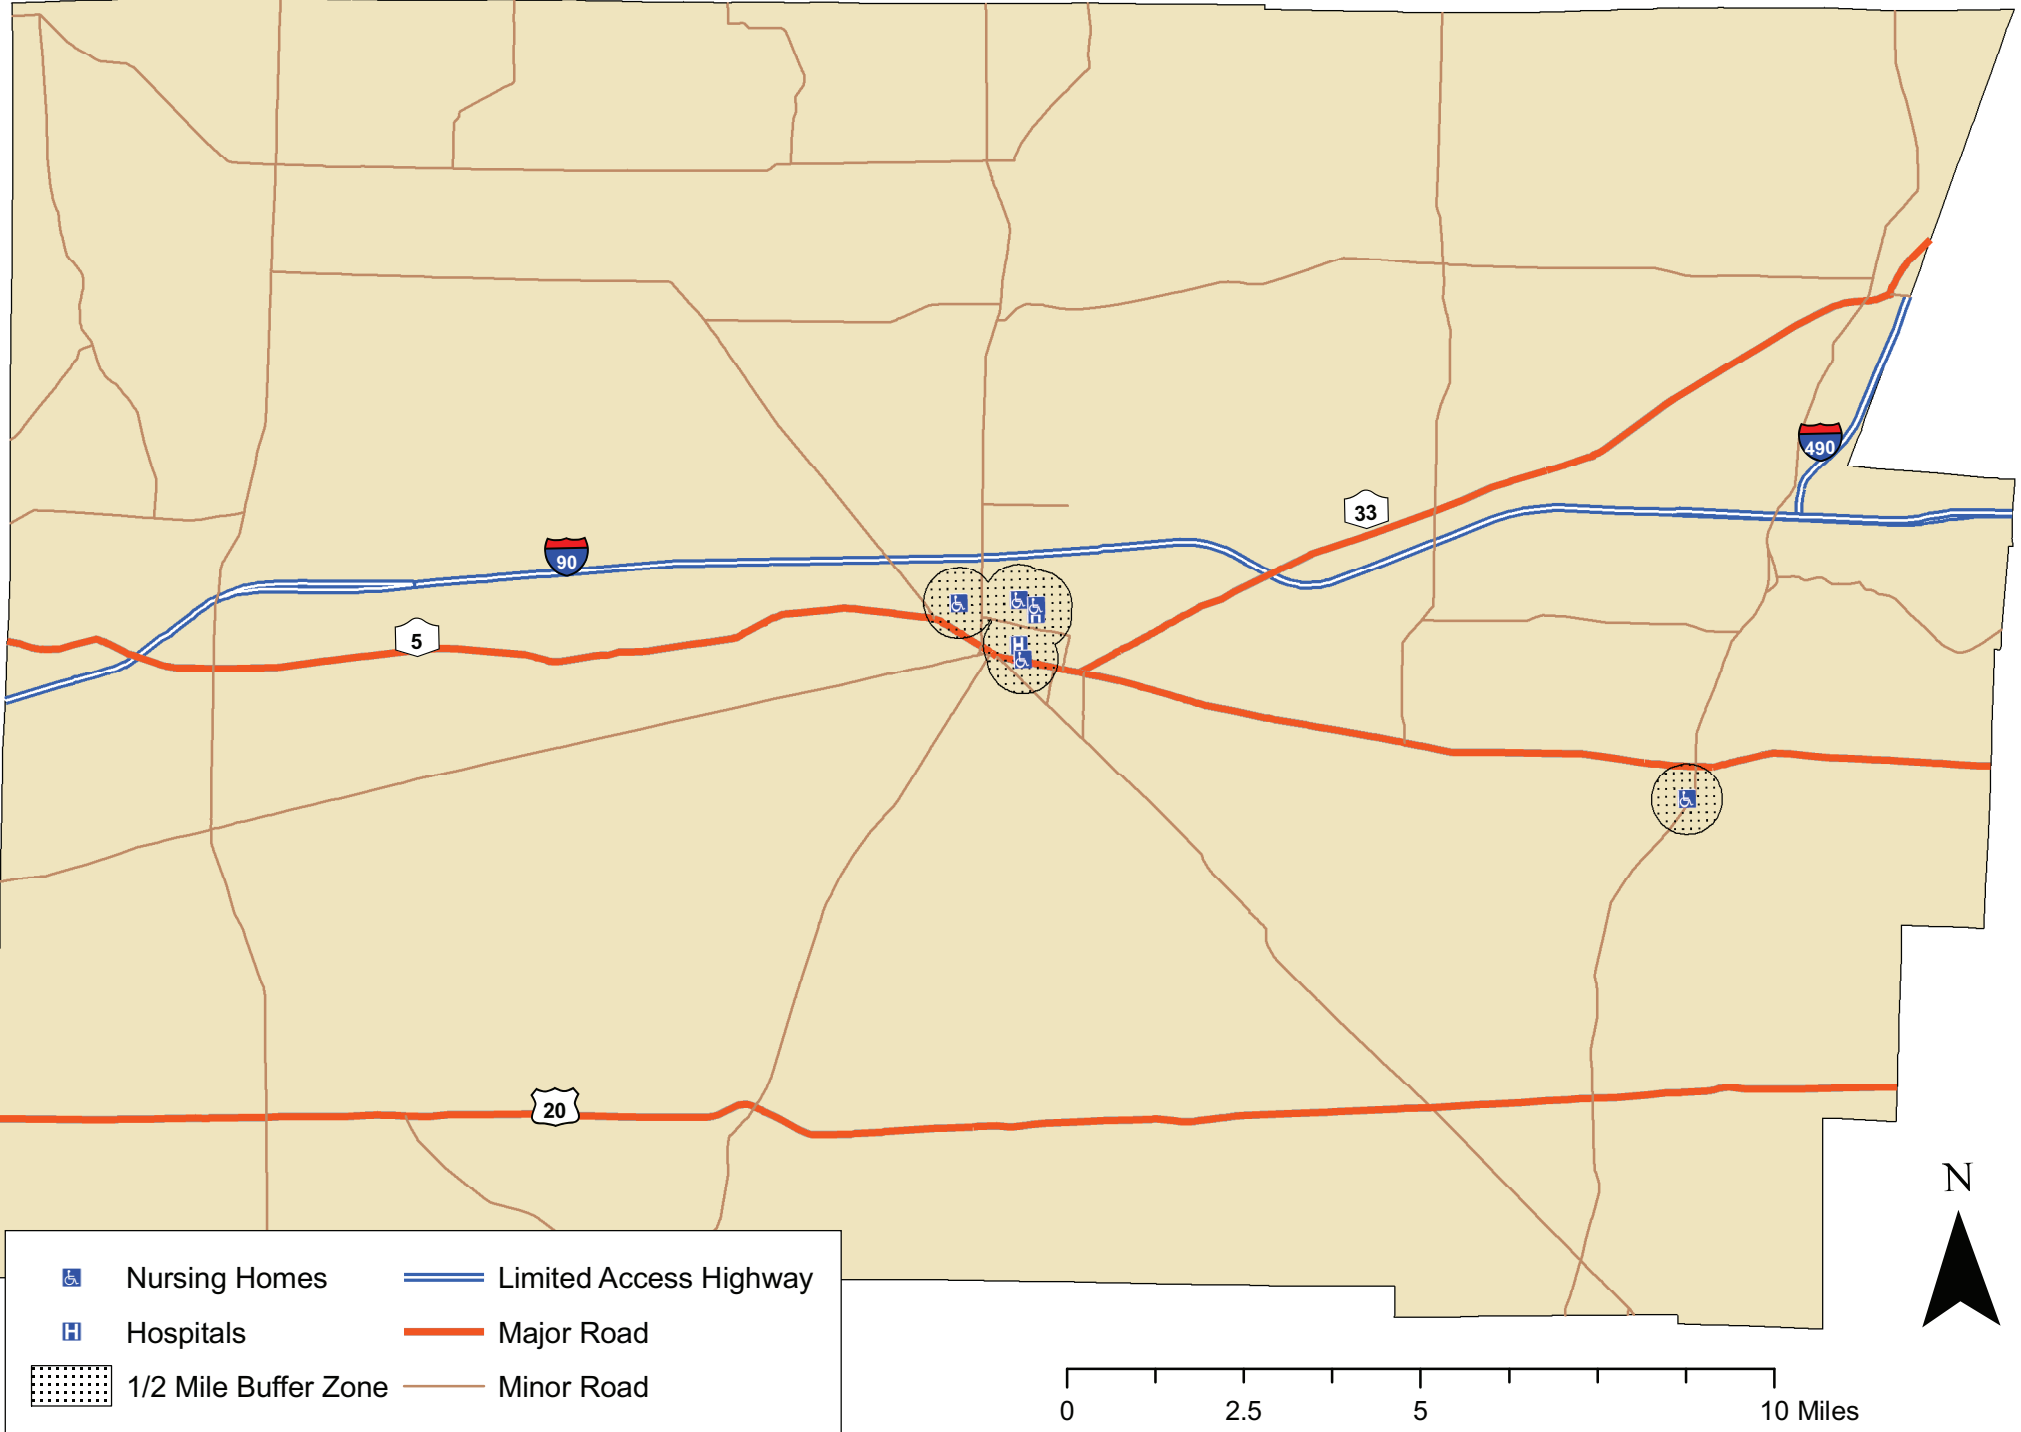 490
33
90
5
H
H
20
N
Nursing Homes
Limited Access Highway
H
Hospitals
Major Road
1/2 Mile Buffer Zone
Minor Road
0
2.5
5
10 Miles